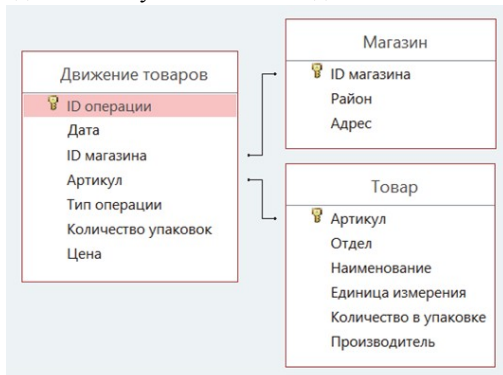 Движение товаров
ID операции
Дата
ID магазина
Артикул
Тип операции
Количество упаковок
Цена
Магазин
ID магазина
Район
Адрес
Товар
Артикул
Отдел
Наименование
Единица измерения
Количество в упаковке
Производитель